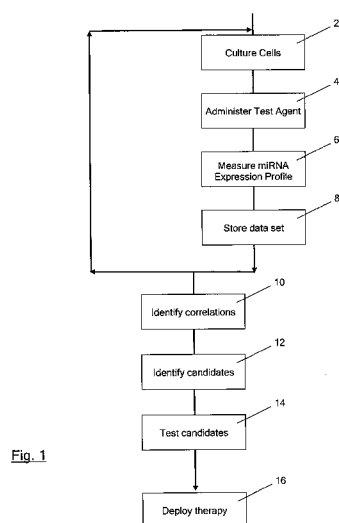 2
Culture Cells
4
Administer Test Agent
6
Measure miRNA
Expression Profile
8
Store data set
10
Identify correlations
12
Identify candidates
14
Test candidates
Fig. 1
16
Deploy therapy